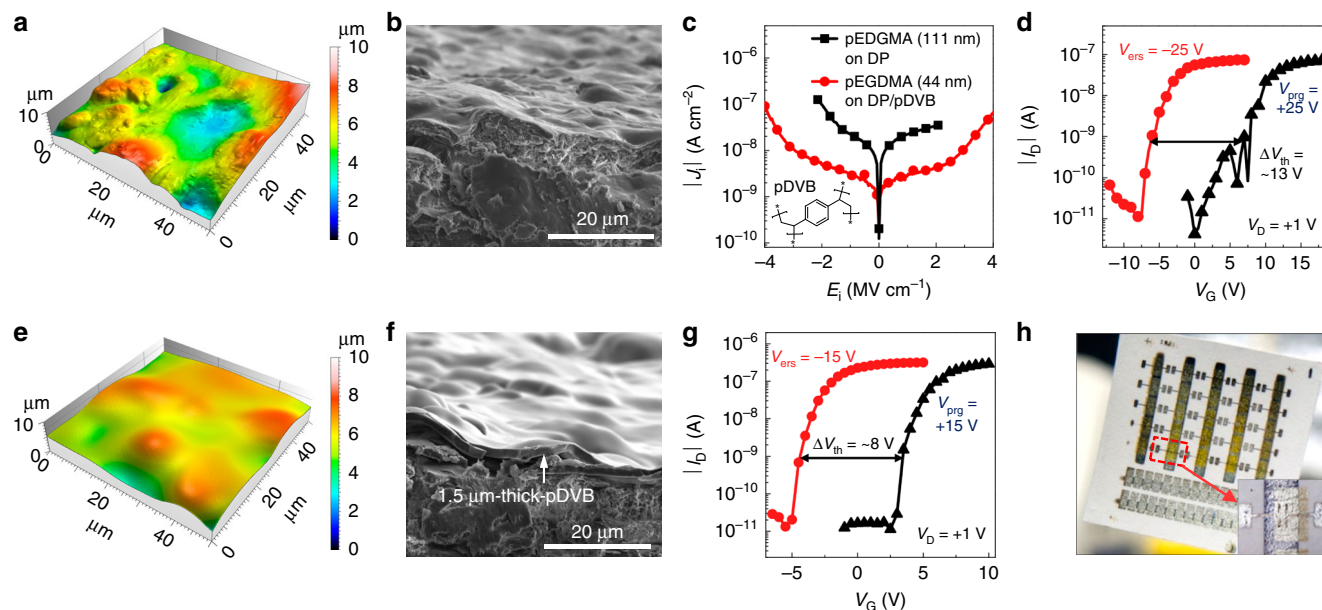 a
μm
10
0
20
40
μm
0
20
40
μm
10
8
6
4
2
0
μm
b
20 μm
c
10⁻⁵
10⁻⁶
10⁻⁷
10⁻⁸
10⁻⁹
10⁻¹⁰
|Jᵢ| (A cm⁻²)
pEDGMA (111 nm)
on DP
pEGDMA (44 nm)
on DP/pDVB
pDVB
* * * *
−4 −2 0 2 4
Eᵢ (MV cm⁻¹)
d
10⁻⁶
10⁻⁷
10⁻⁸
10⁻⁹
10⁻¹⁰
10⁻¹¹
|I_D| (A)
V_ers = −25 V
V_prg =
+25 V
ΔV_th =
~13 V
V_D = +1 V
−10 −5 0 5 10 15
V_G (V)
e
μm
10
0
20
40
μm
0
20
40
μm
10
8
6
4
2
0
μm
f
1.5 μm-thick-pDVB
20 μm
g
10⁻⁶
10⁻⁷
10⁻⁸
10⁻⁹
10⁻¹⁰
10⁻¹¹
|I_D| (A)
V_ers = −15 V
V_prg =
+15 V
ΔV_th = ~8 V
V_D = +1 V
−5 0 5 10
V_G (V)
h